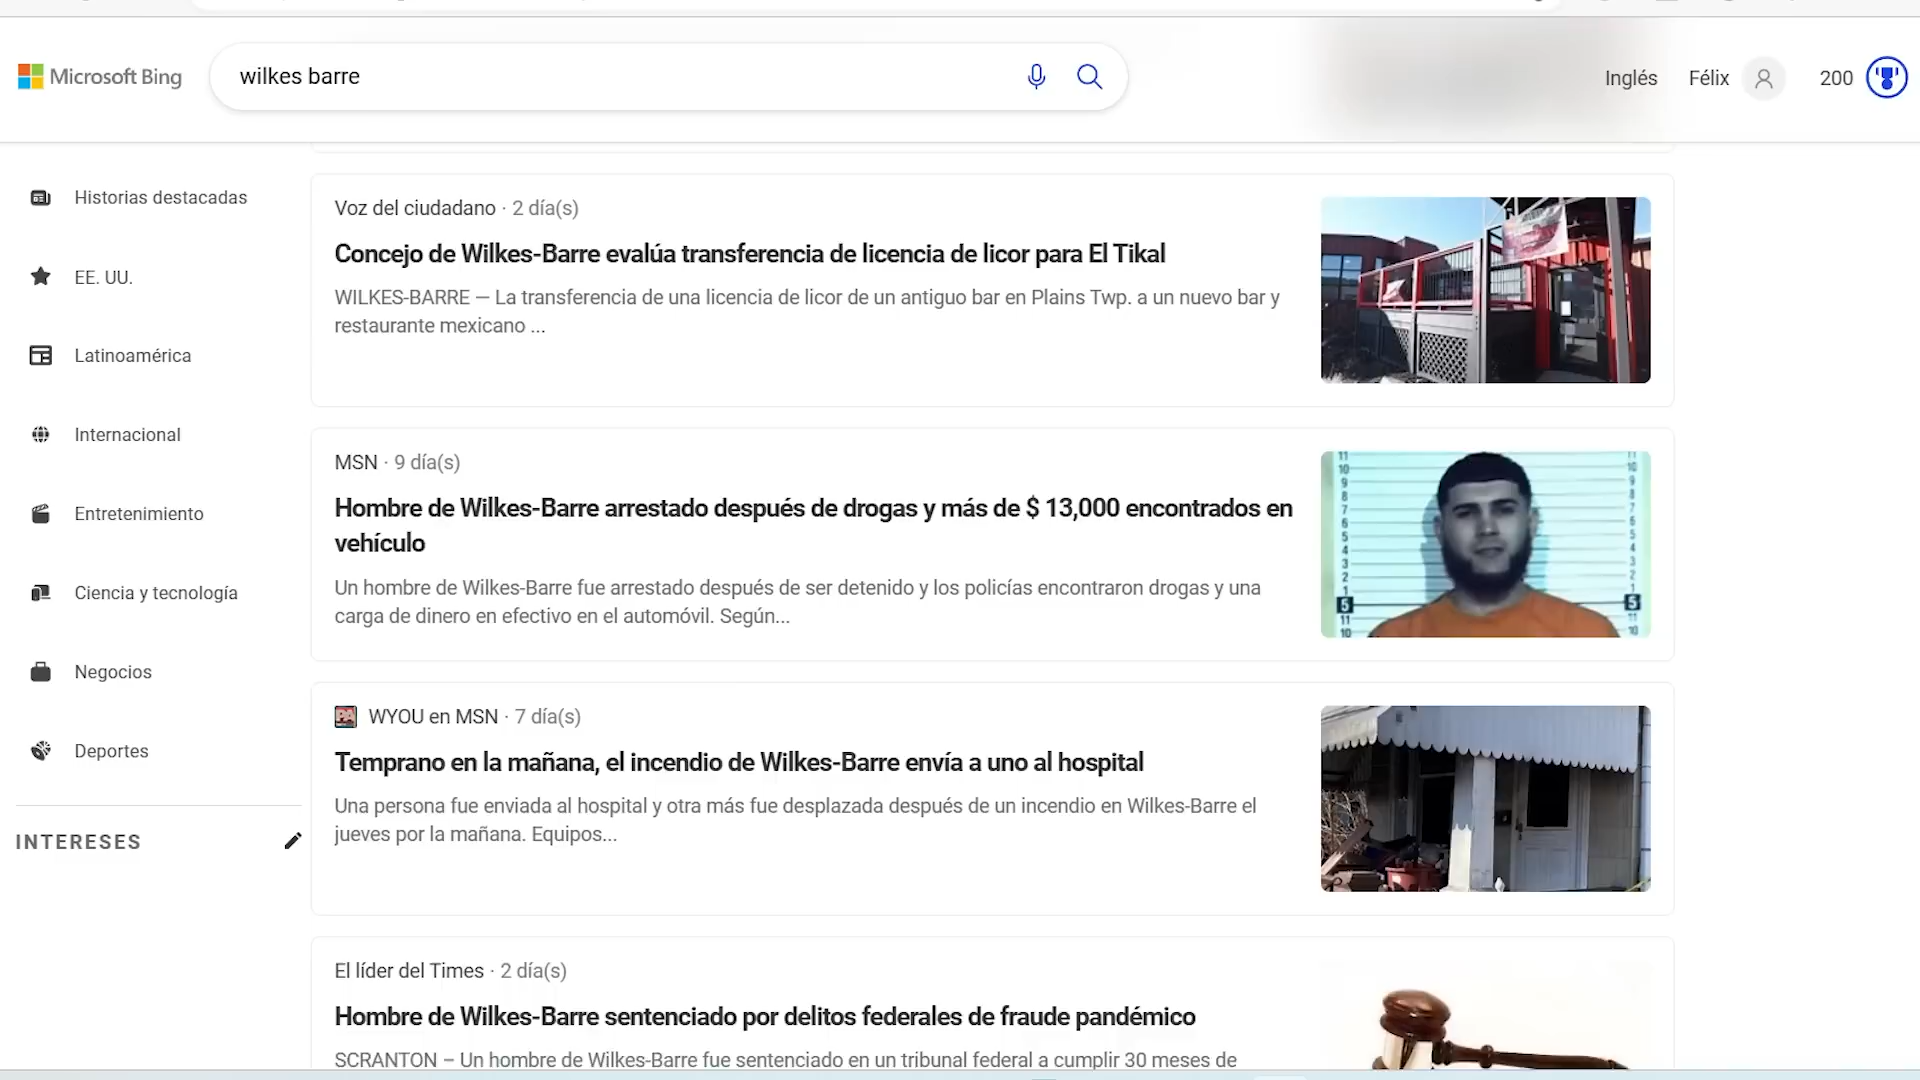 Microsoft Bing
wilkes barre
Inglés
Félix
200
Historias destacadas
EE. UU.
Latinoamérica
Internacional
Entretenimiento
Ciencia y tecnología
Negocios
Deportes
INTERESES
Voz del ciudadano · 2 día(s)
Concejo de Wilkes-Barre evalúa transferencia de licencia de licor para El Tikal
WILKES-BARRE — La transferencia de una licencia de licor de un antiguo bar en Plains Twp. a un nuevo bar y
restaurante mexicano ...
MSN · 9 día(s)
Hombre de Wilkes-Barre arrestado después de drogas y más de $ 13,000 encontrados en
vehículo
Un hombre de Wilkes-Barre fue arrestado después de ser detenido y los policías encontraron drogas y una
carga de dinero en efectivo en el automóvil. Según...
WYOU en MSN · 7 día(s)
Temprano en la mañana, el incendio de Wilkes-Barre envía a uno al hospital
Una persona fue enviada al hospital y otra más fue desplazada después de un incendio en Wilkes-Barre el
jueves por la mañana. Equipos...
El líder del Times · 2 día(s)
Hombre de Wilkes-Barre sentenciado por delitos federales de fraude pandémico
SCRANTON – Un hombre de Wilkes-Barre fue sentenciado en un tribunal federal a cumplir 30 meses de